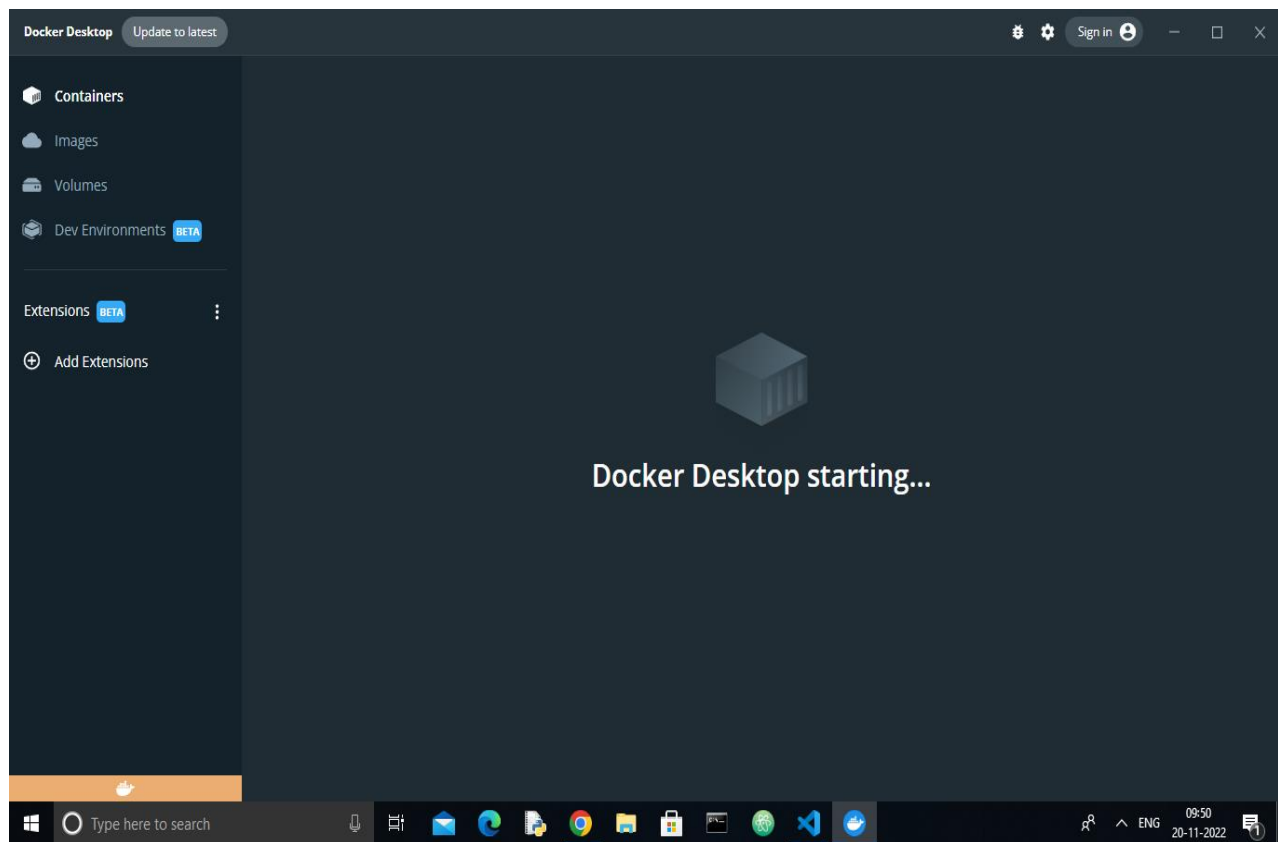 Docker Desktop Update to latest
Sign in
Containers
Images
Volumes
Dev Environments BETA
Extensions BETA
Add Extensions
Docker Desktop starting...
Type here to search
ENG
09:50
20-11-2022
1